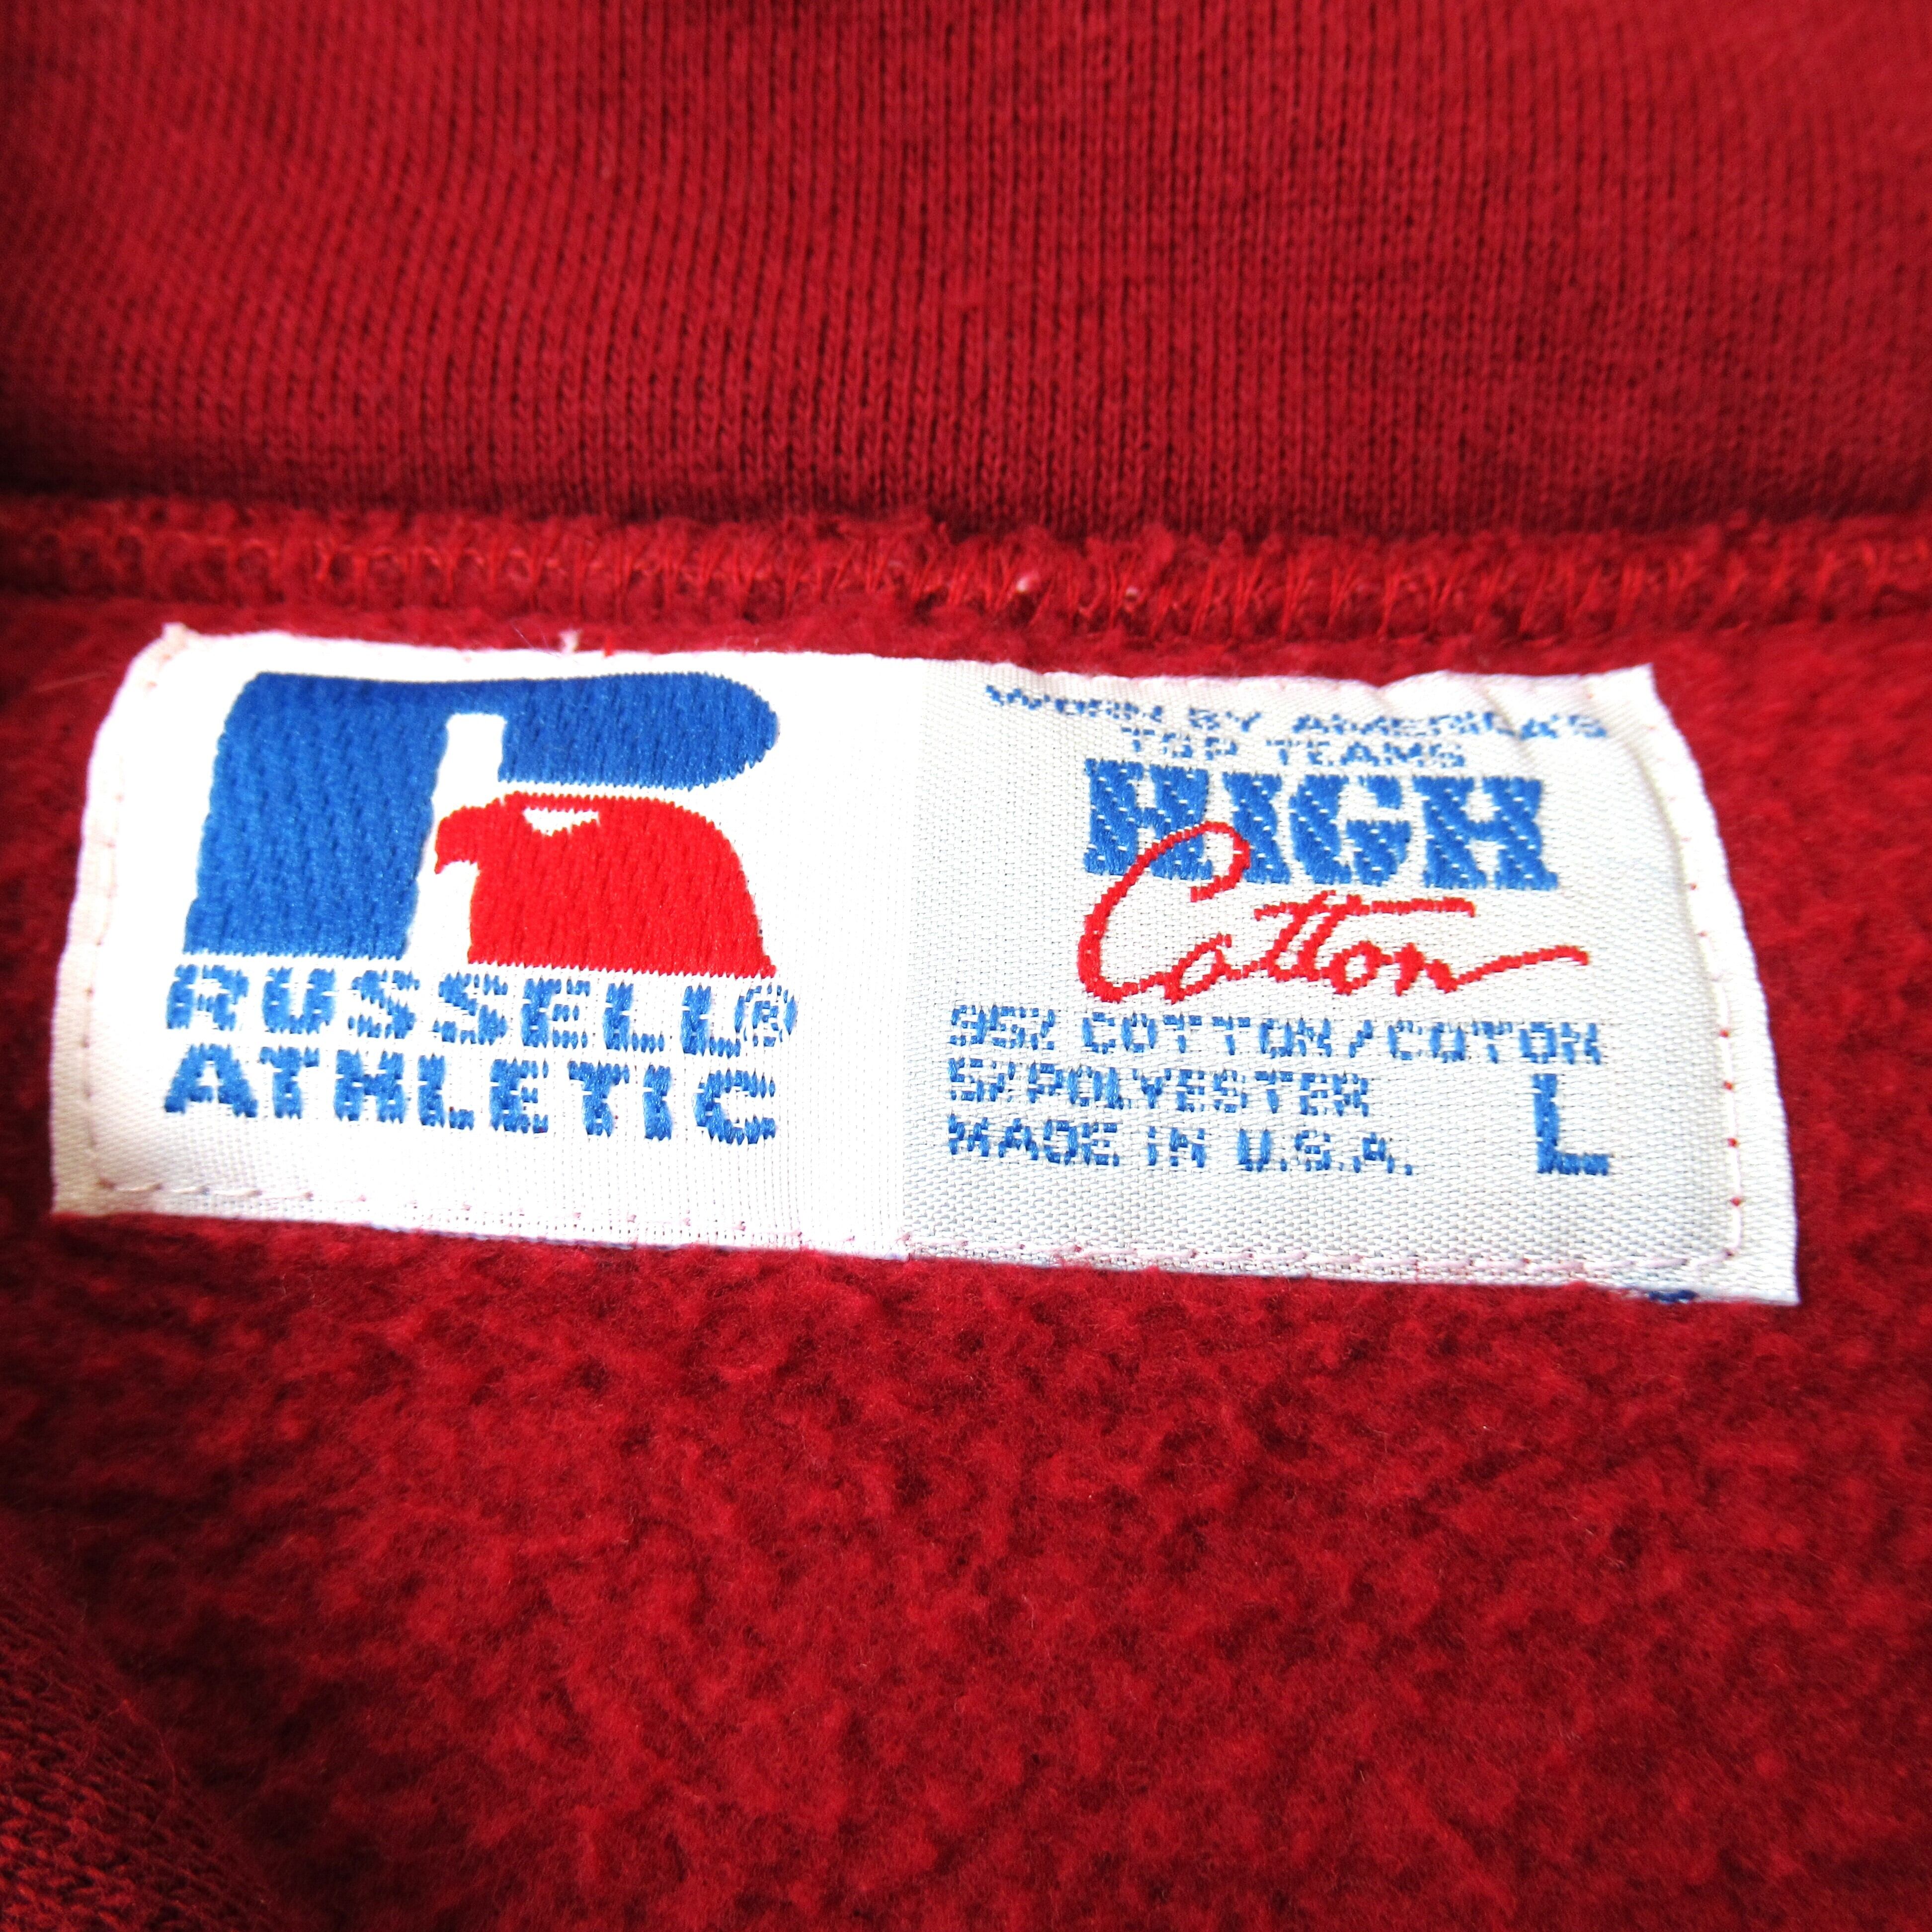 RUSSELL®
ATHLETIC
WORN BY AMERICA'S
TOP TEAMS
HIGH
Cotton
95% COTTON/COTON
5% POLYESTER
MADE IN U.S.A.
L